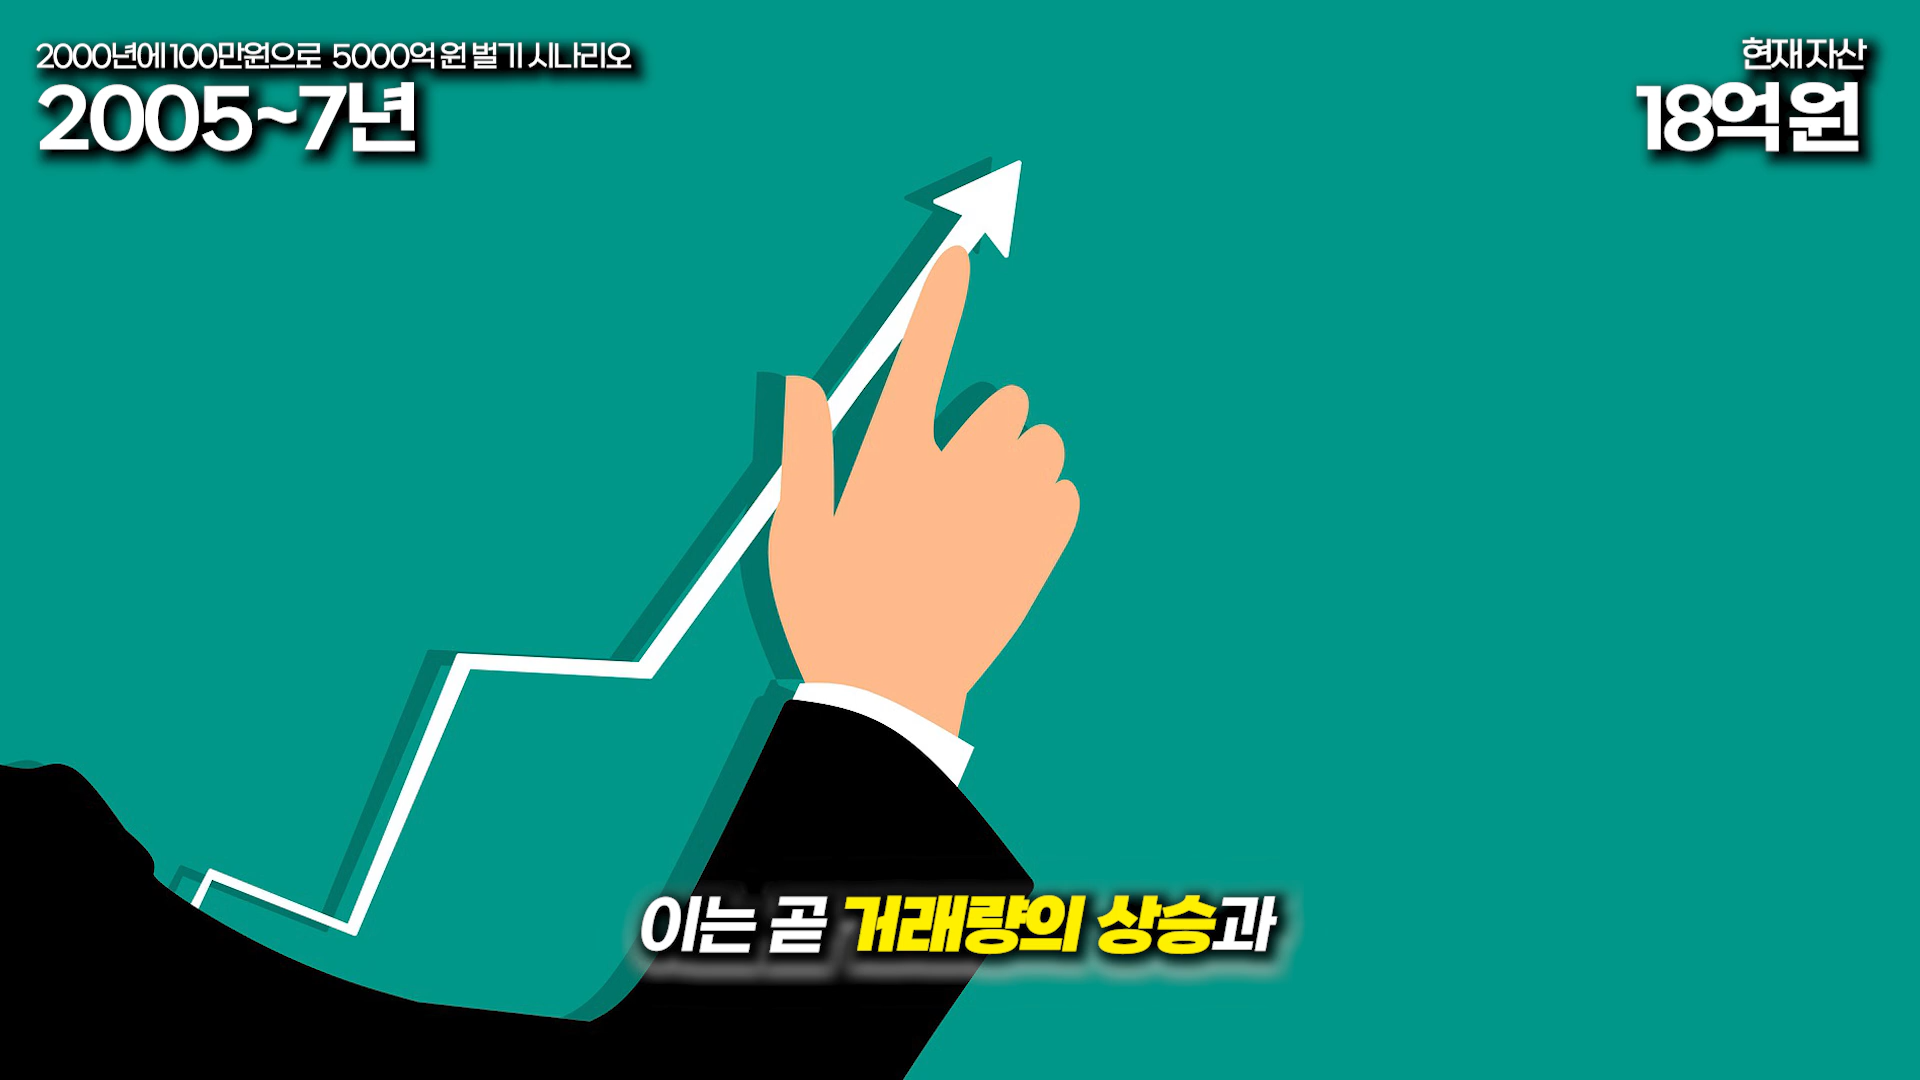 2000년에 100만원으로 5000억 원 벌기 시나리오
2005~7년
현재 자산
18억 원
이는 곧 거래량의 상승과